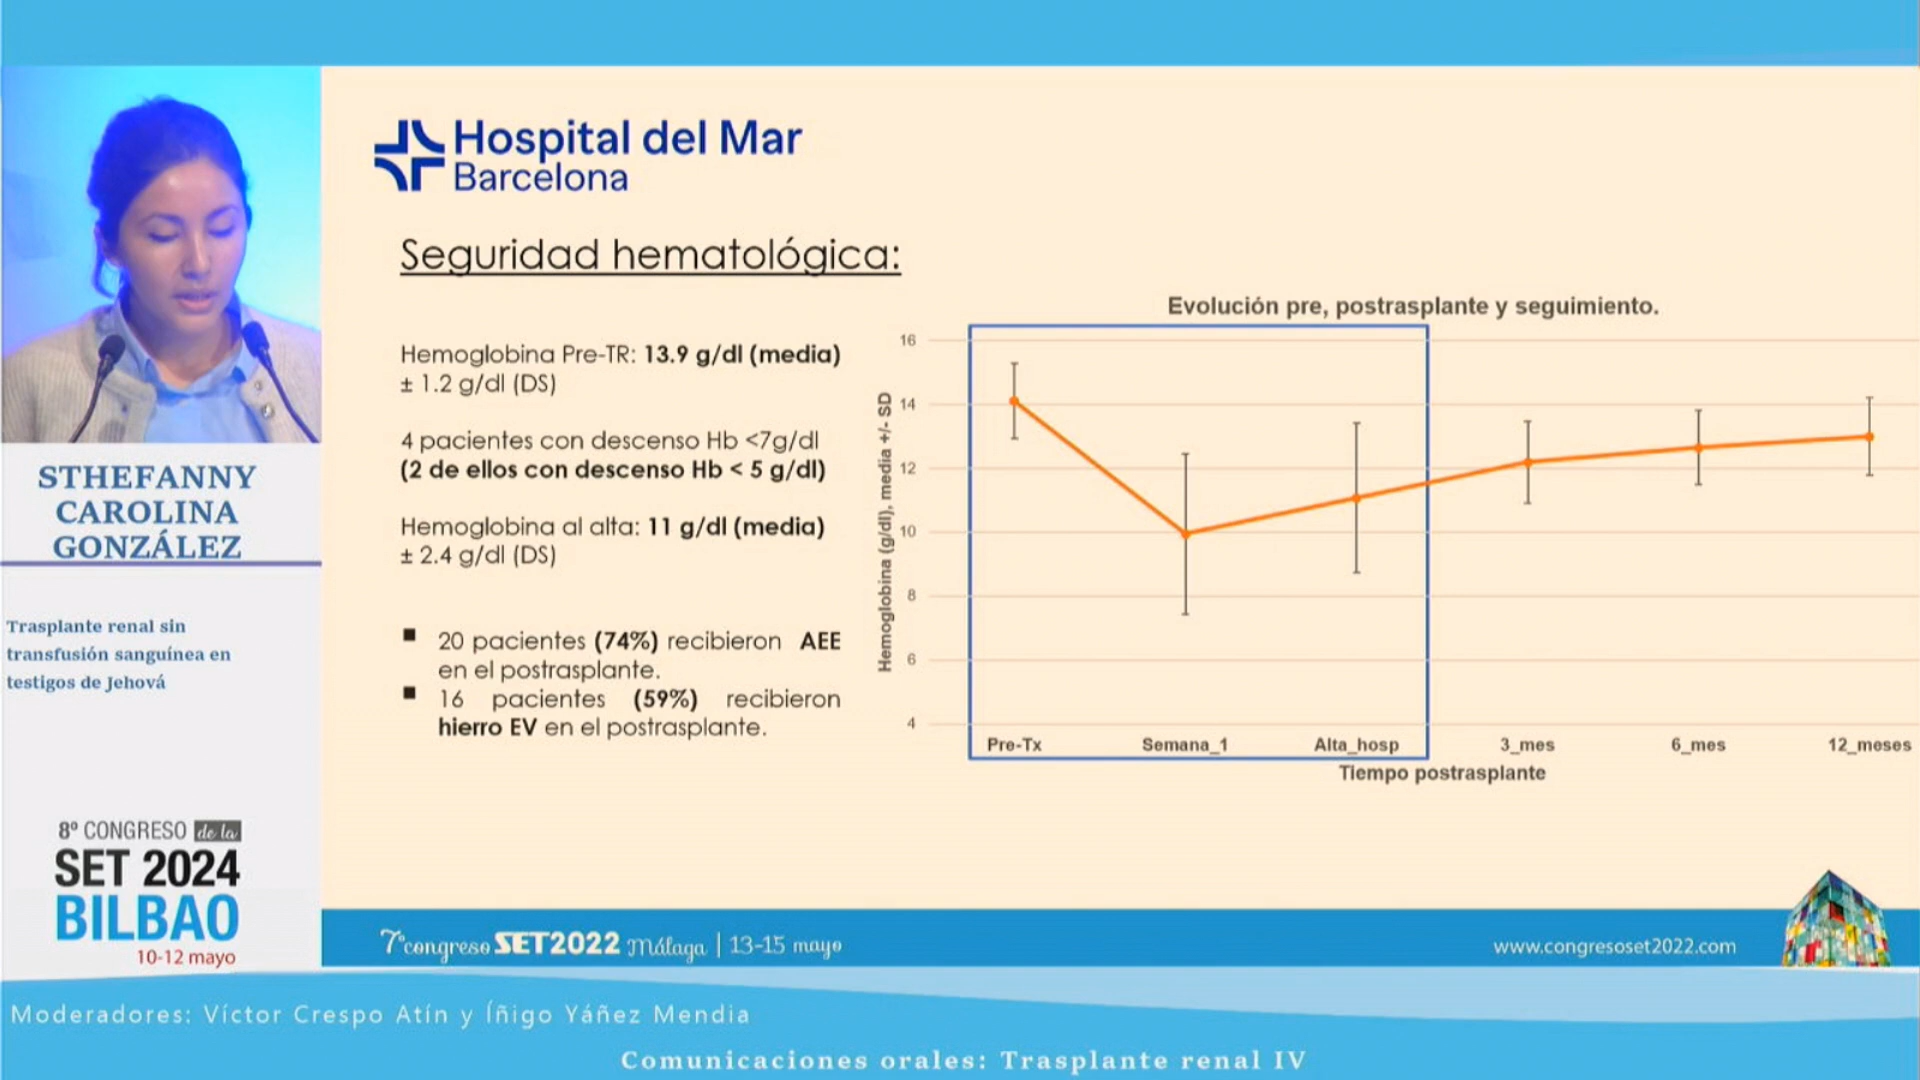 Hospital del Mar
Barcelona
Seguridad hematológica:
Hemoglobina Pre-TR: 13.9 g/dl (media)
± 1.2 g/dl (DS)
4 pacientes con descenso Hb <7g/dl
(2 de ellos con descenso Hb < 5 g/dl)
Hemoglobina al alta: 11 g/dl (media)
± 2.4 g/dl (DS)
20 pacientes (74%) recibieron AEE
en el postrasplante.
16 pacientes (59%) recibieron
hierro EV en el postrasplante.
Evolución pre, postrasplante y seguimiento.
Hemoglobina (g/dl), media +/- SD
16
14
12
10
8
6
4
Pre-Tx
Semana_1
Alta_hosp
3_mes
6_mes
12_meses
Tiempo postrasplante
STHEFANNY
CAROLINA
GONZÁLEZ
Trasplante renal sin
transfusión sanguínea en
testigos de Jehová
8º CONGRESO de la
SET 2024
BILBAO
10-12 mayo
7ºcongreso SET2022 Málaga | 13-15 mayo
www.congresoset2022.com
Moderadores: Víctor Crespo Atín y Íñigo Yáñez Mendia
Comunicaciones orales: Trasplante renal IV